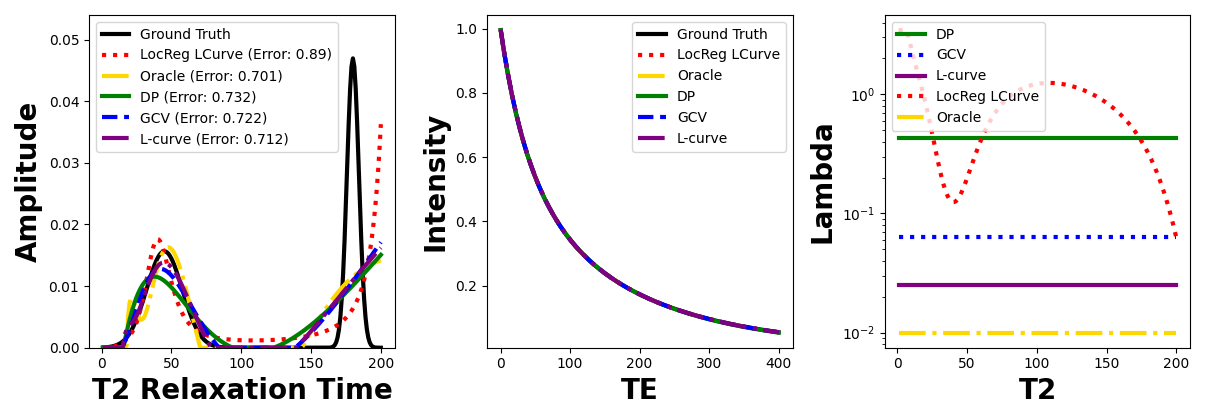 Amplitude
0.05
0.04
0.03
0.02
0.01
0.00
Ground Truth
LocReg LCurve (Error: 0.89)
Oracle (Error: 0.701)
DP (Error: 0.732)
GCV (Error: 0.722)
L-curve (Error: 0.712)
0 50 100 150 200
T2 Relaxation Time
Intensity
1.0
0.8
0.6
0.4
0.2
Ground Truth
LocReg LCurve
Oracle
DP
GCV
L-curve
0 100 200 300 400
TE
Lambda
10⁰
10⁻¹
10⁻²
DP
GCV
L-curve
LocReg LCurve
Oracle
0 50 100 150 200
T2